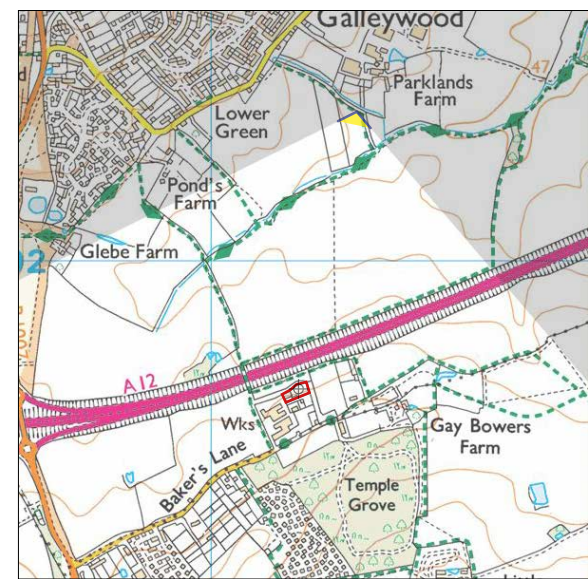 Galleywood
47
Parklands
Farm
Lower
Green
Pond's
Farm
Glebe Farm
02
A 12
Wks
Baker's Lane
Gay Bowers
Farm
Temple
Grove